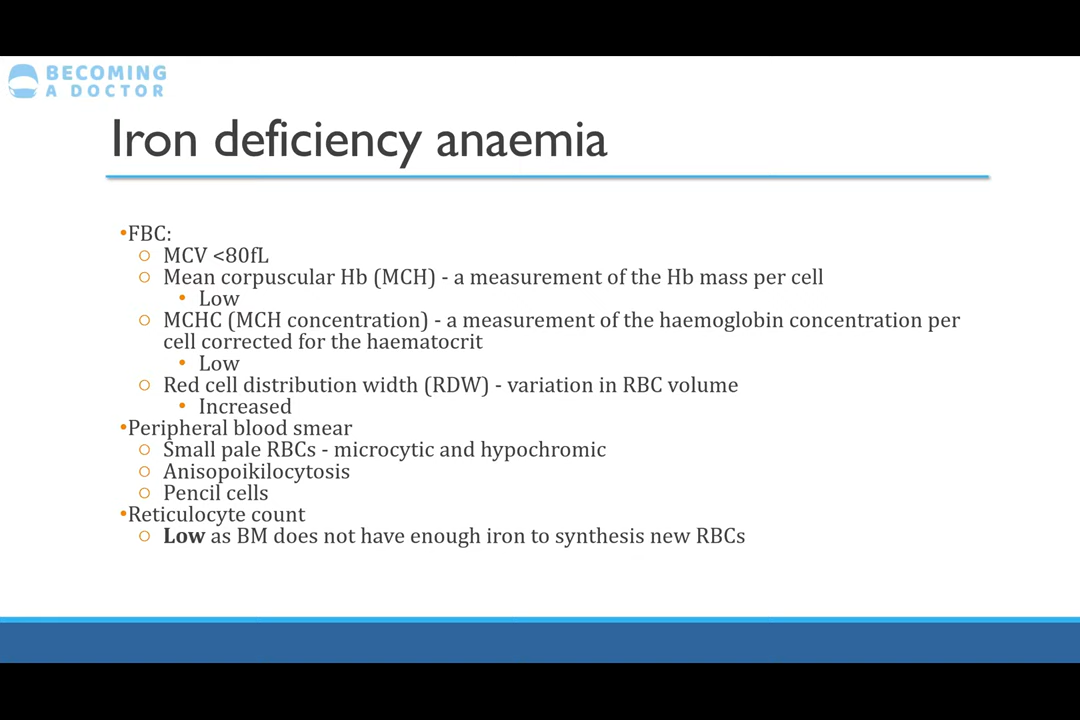 BECOMING
A DOCTOR
Iron deficiency anaemia
•FBC:
○ MCV <80fL
○ Mean corpuscular Hb (MCH) - a measurement of the Hb mass per cell
• Low
○ MCHC (MCH concentration) - a measurement of the haemoglobin concentration per
cell corrected for the haematocrit
• Low
○ Red cell distribution width (RDW) - variation in RBC volume
• Increased
•Peripheral blood smear
○ Small pale RBCs - microcytic and hypochromic
○ Anisopoikilocytosis
○ Pencil cells
•Reticulocyte count
○ Low as BM does not have enough iron to synthesis new RBCs